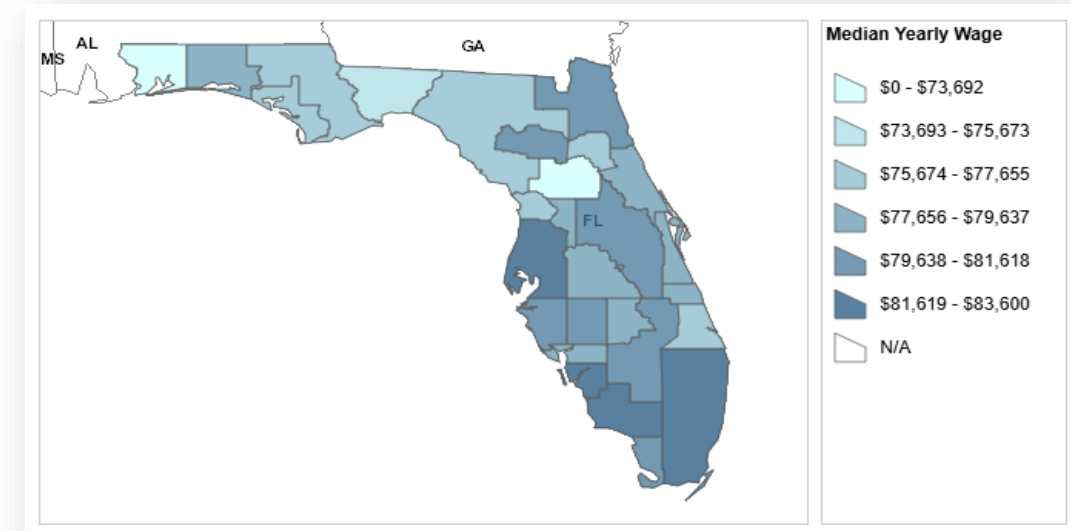 MS
AL
GA
FL
Median Yearly Wage
$0 - $73,692
$73,693 - $75,673
$75,674 - $77,655
$77,656 - $79,637
$79,638 - $81,618
$81,619 - $83,600
N/A